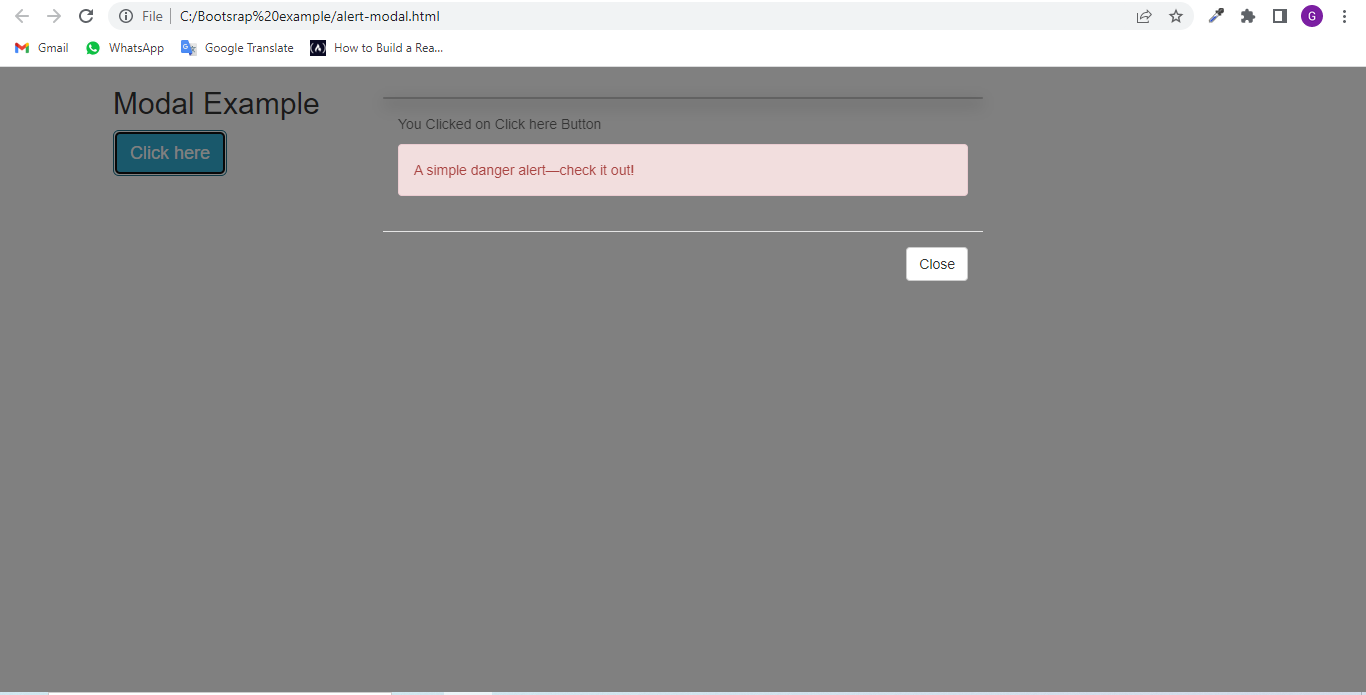 File C:/Bootsrap%20example/alert-modal.html
G
Gmail WhatsApp Google Translate How to Build a Rea...
Modal Example
Click here
You Clicked on Click here Button
A simple danger alert—check it out!
Close